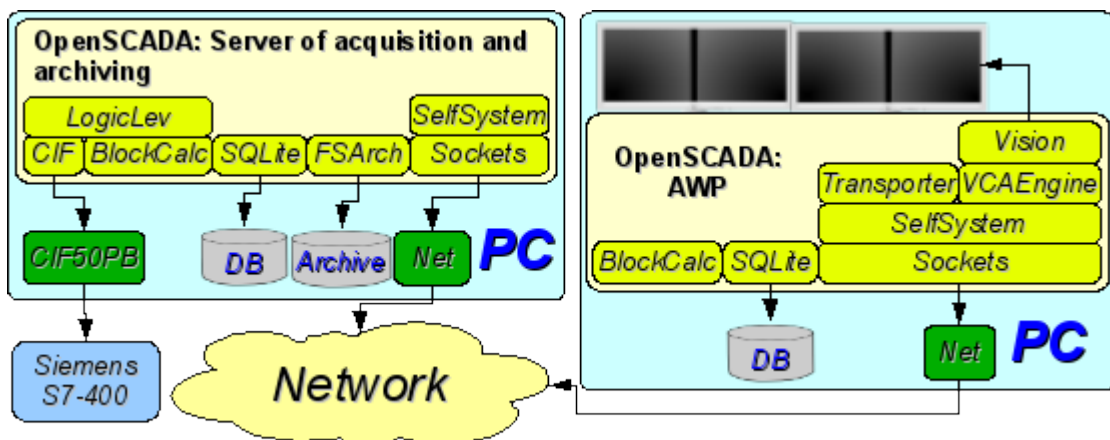 OpenSCADA: Server of acquisition and
archiving
LogicLev
SelfSystem
CIF
BlockCalc
SQLite
FSArch
Sockets
CIF50PB
DB
Archive
Net
PC
Siemens
S7-400
Network
OpenSCADA:
AWP
Vision
Transporter
VCAEngine
SelfSystem
BlockCalc
SQLite
Sockets
DB
Net
PC